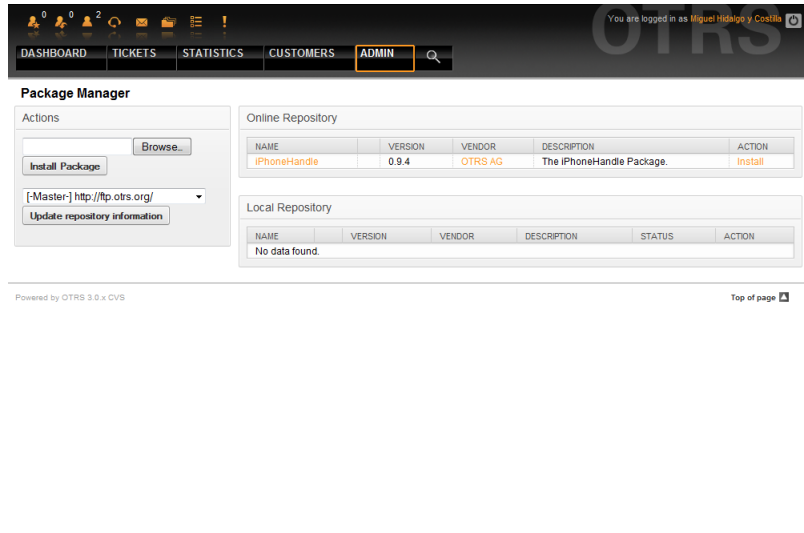 0 0 2
You are logged in as Miguel Hidalgo y Costilla
OTRS
DASHBOARD TICKETS STATISTICS CUSTOMERS ADMIN
Package Manager
Actions
Browse..
Install Package
[-Master-] http://ftp.otrs.org/
Update repository information
Online Repository
NAME VERSION VENDOR DESCRIPTION ACTION
iPhoneHandle 0.9.4 OTRS AG The iPhoneHandle Package. Install
Local Repository
NAME VERSION VENDOR DESCRIPTION STATUS ACTION
No data found.
Powered by OTRS 3.0.x CVS
Top of page